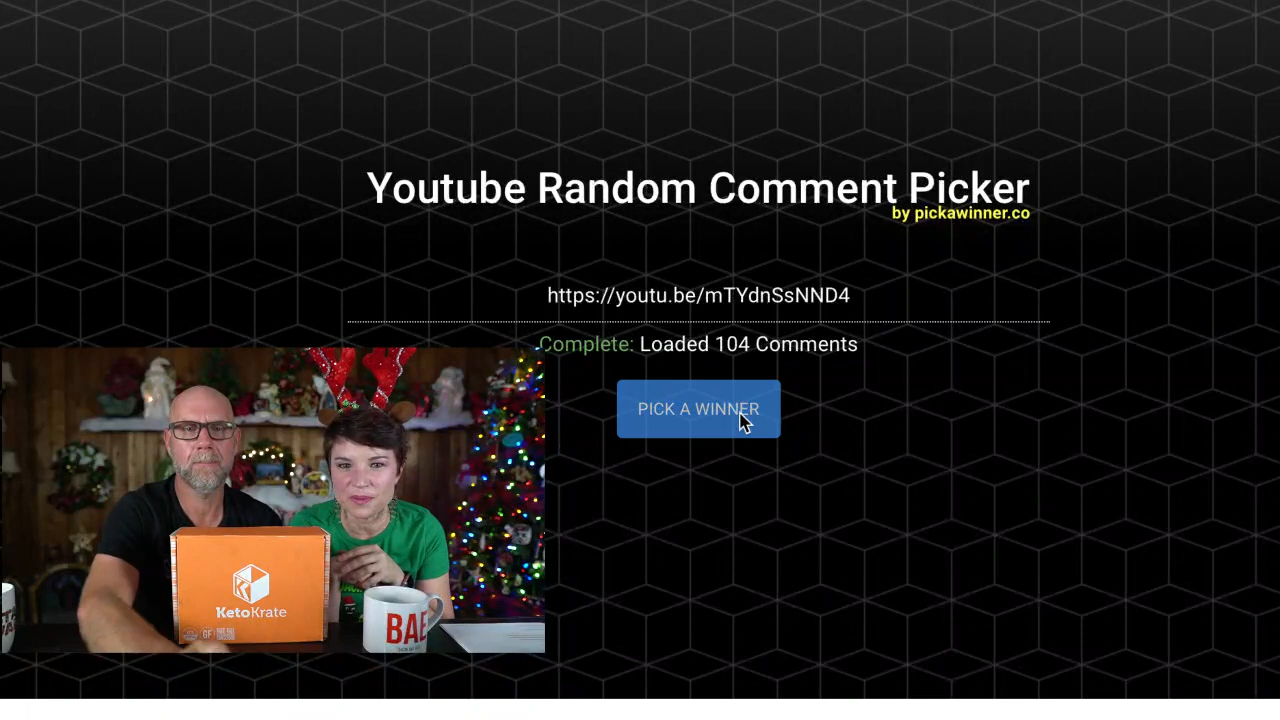 Youtube Random Comment Picker
by pickawinner.co
https://youtu.be/mTYdnSsNND4
Complete: Loaded 104 Comments
PICK A WINNER
KetoKrate
GF
BAE